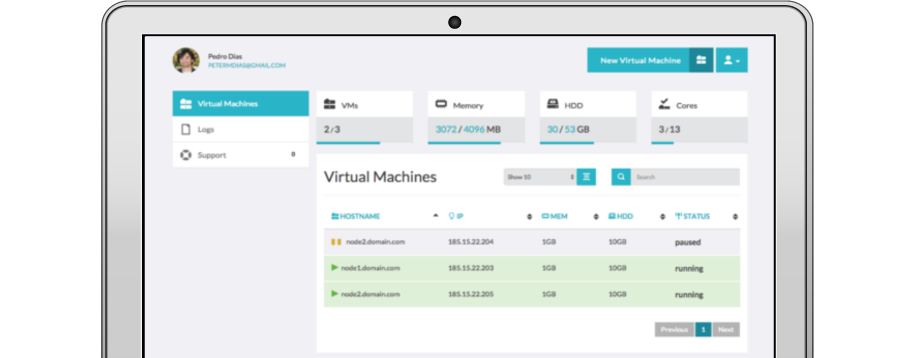 Pedro Dias
PETERMDIAS@GMAIL.COM
New Virtual Machine
Virtual Machines
Logs
Support 0
VMs
2/3
Memory
3072/4096 MB
HDD
30/53 GB
Cores
3/13
Virtual Machines
Show 10
Search
HOSTNAME IP MEM HDD STATUS
node2.domain.com 185.15.22.204 1GB 10GB paused
node1.domain.com 185.15.22.203 1GB 10GB running
node2.domain.com 185.15.22.205 1GB 10GB running
Previous 1 Next